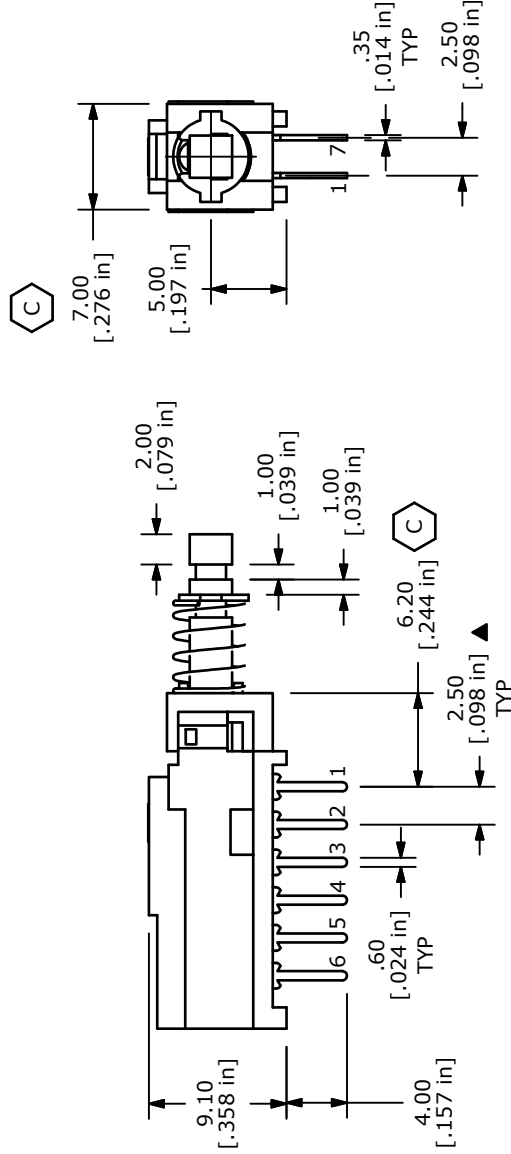 C
7.00
[.276 in]
5.00
[.197 in]
1
7
.35
[.014 in]
TYP
2.50
[.098 in]
2.00
[.079 in]
1.00
[.039 in]
1.00
[.039 in]
C
6.20
[.244 in]
2.50
[.098 in] ▲
TYP
6 5 4 3 2 1
.60
[.024 in]
TYP
9.10
[.358 in]
4.00
[.157 in]